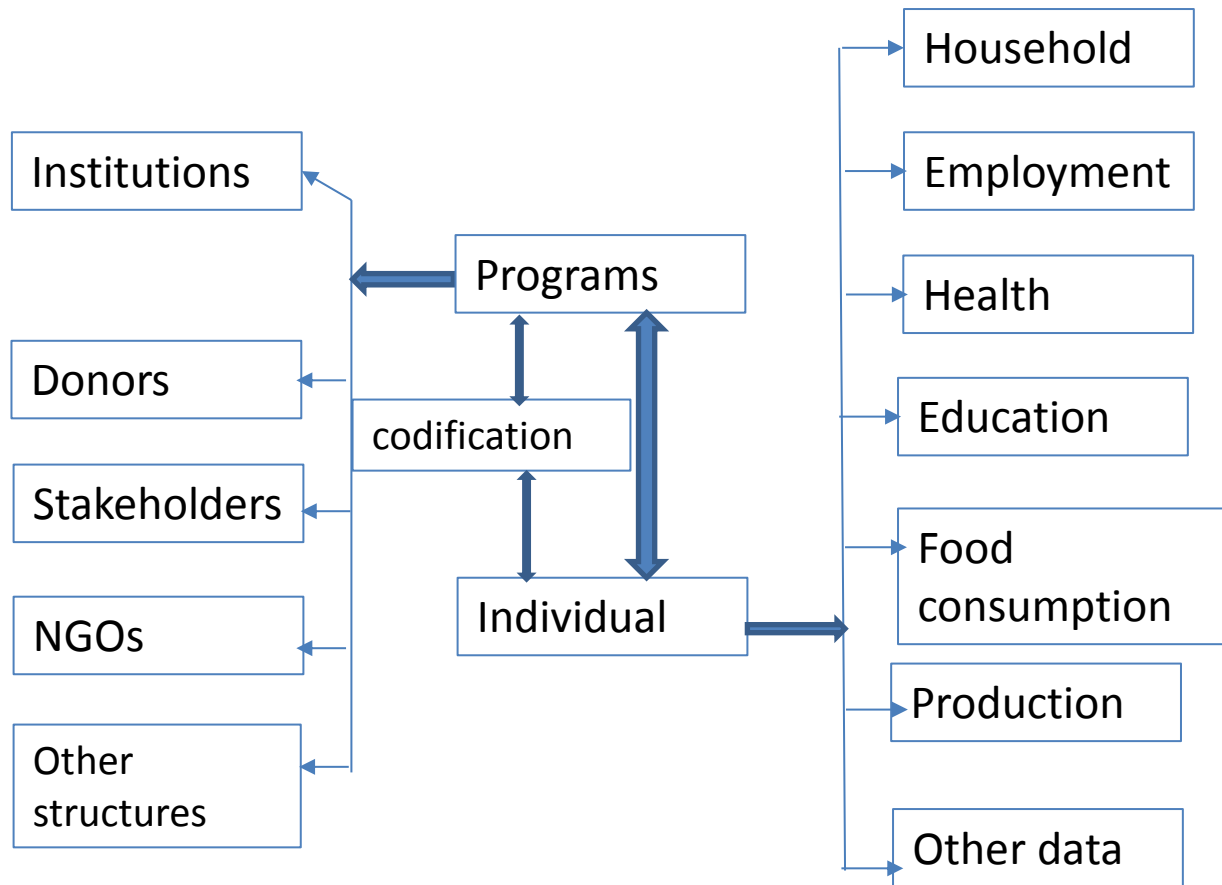 Household
Institutions
Employment
Programs
Health
Donors
codification
Education
Stakeholders
Food
consumption
NGOs
Individual
Production
Other
structures
Other data